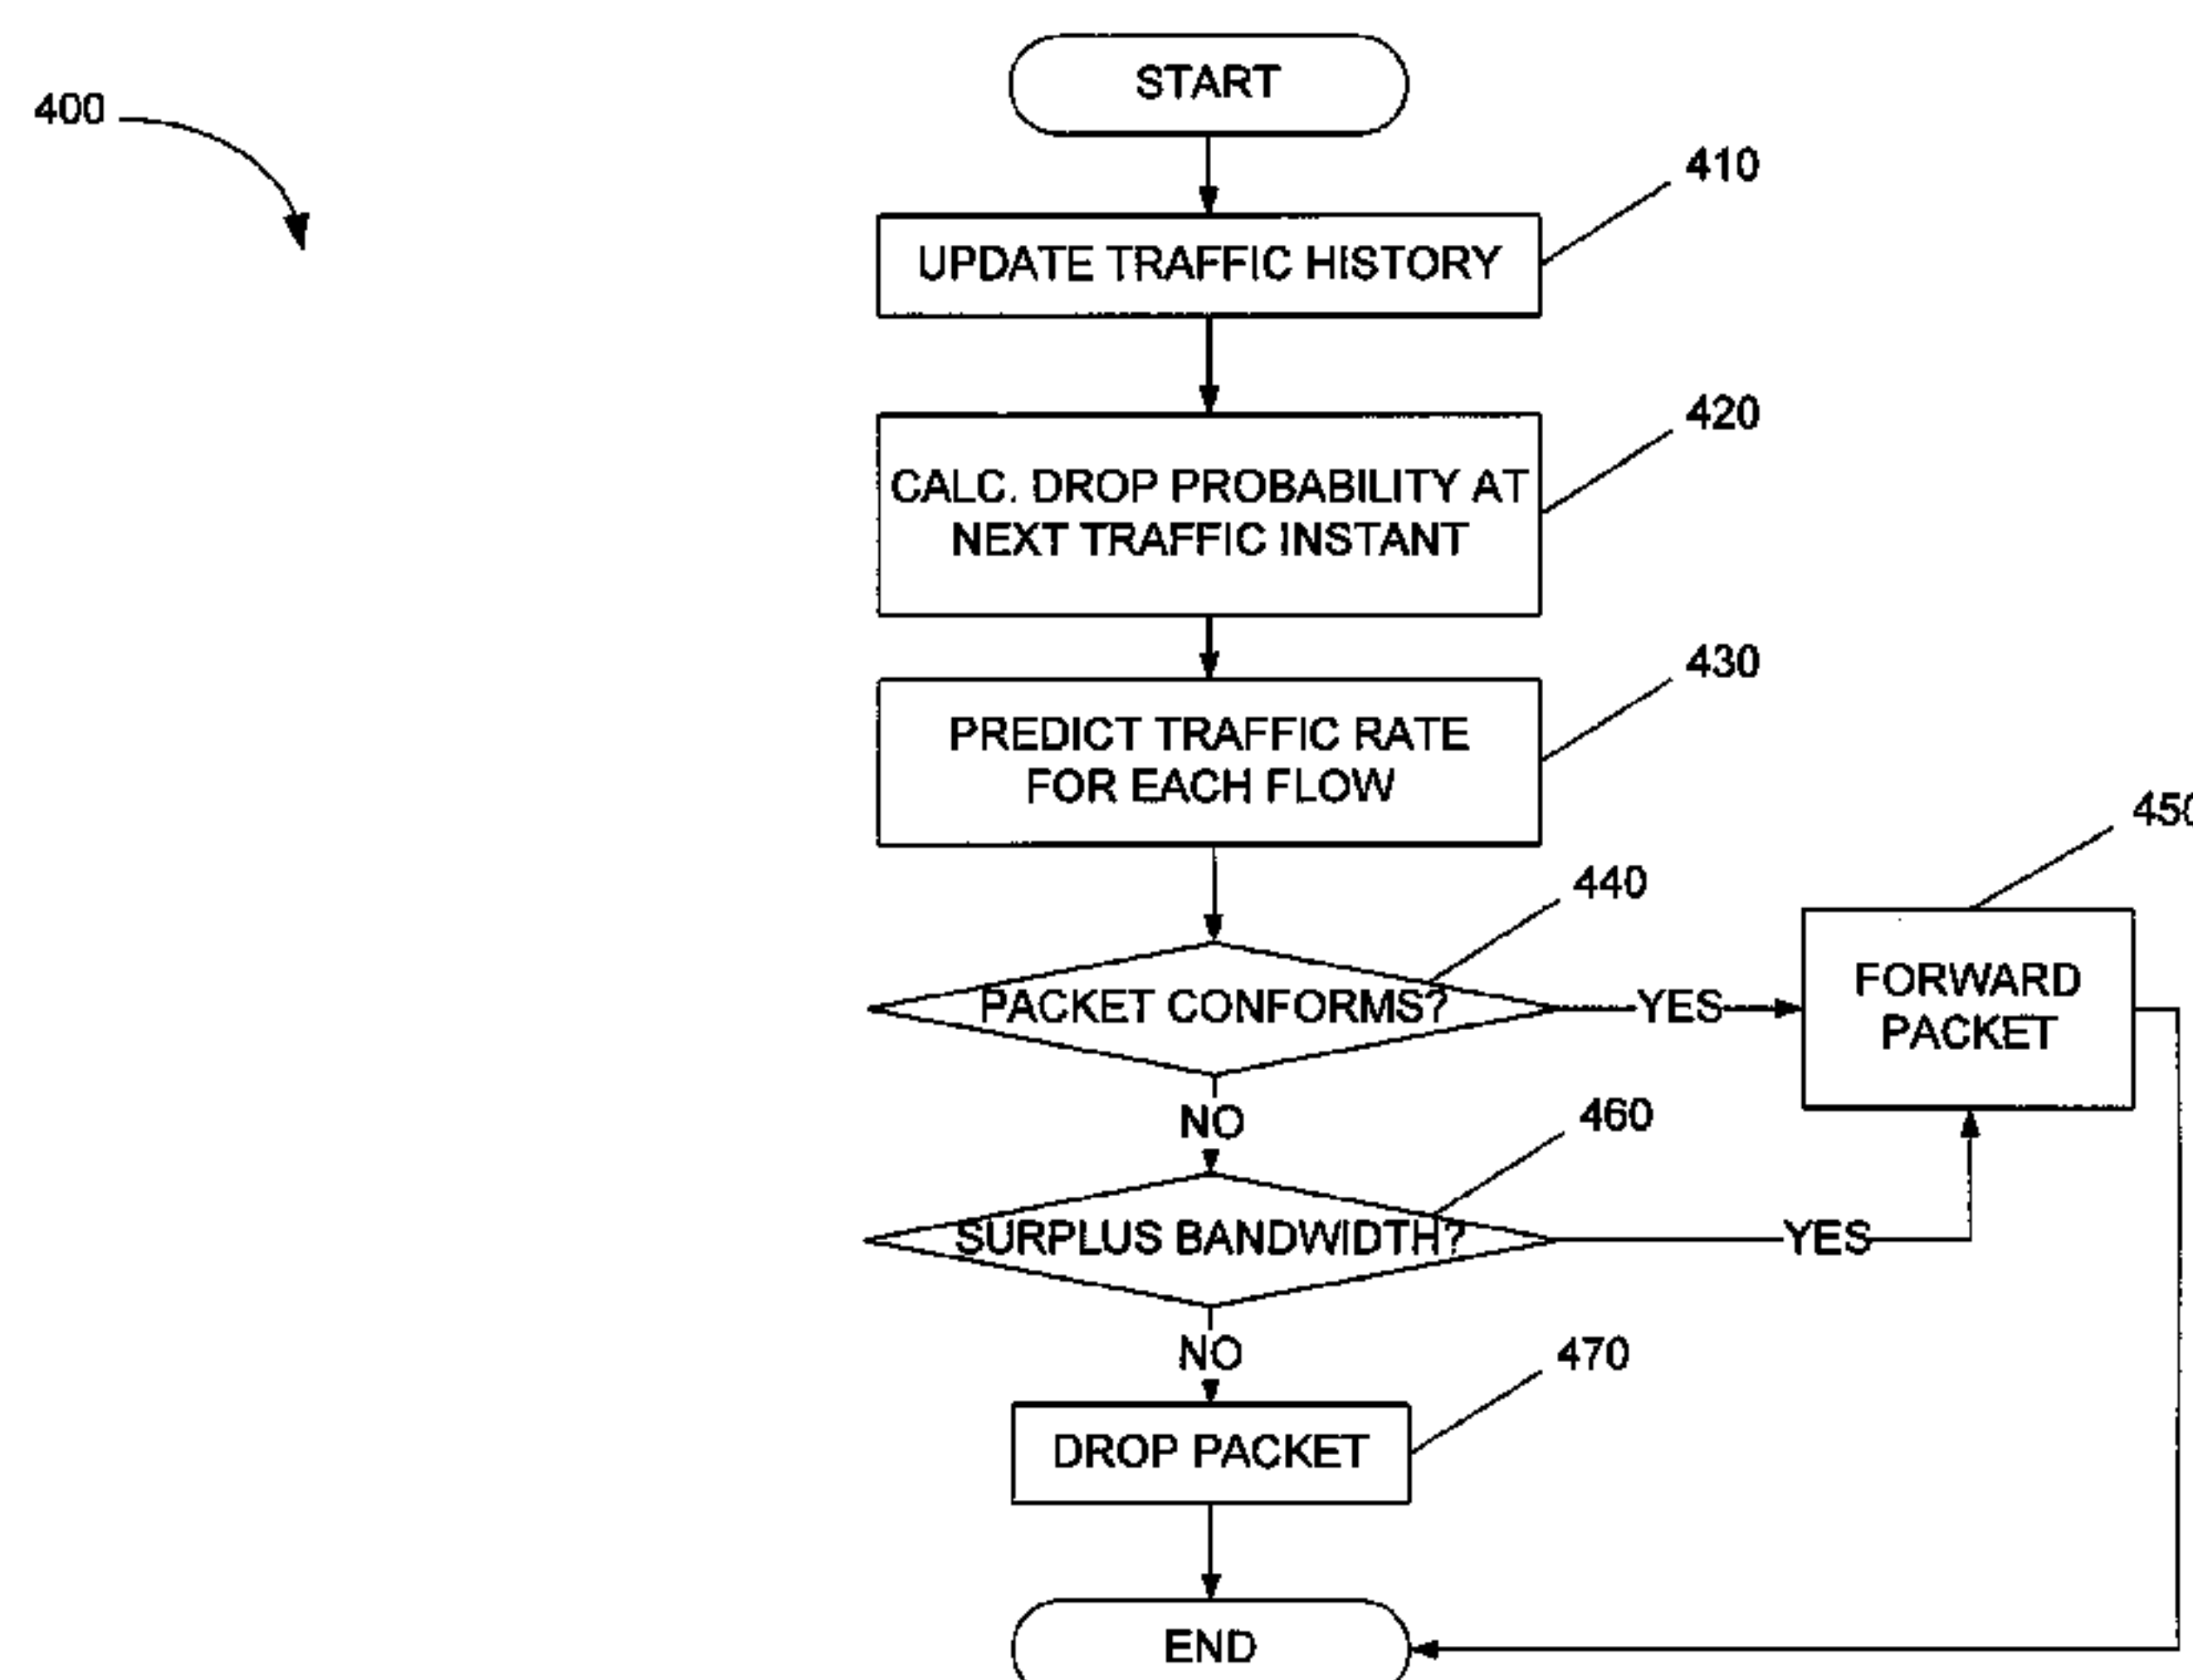 START
400
410
UPDATE TRAFFIC HISTORY
420
CALC. DROP PROBABILITY AT
NEXT TRAFFIC INSTANT
430
PREDICT TRAFFIC RATE
FOR EACH FLOW
450
440
PACKET CONFORMS?
YES
FORWARD
PACKET
NO
460
SURPLUS BANDWIDTH?
YES
NO
470
DROP PACKET
END